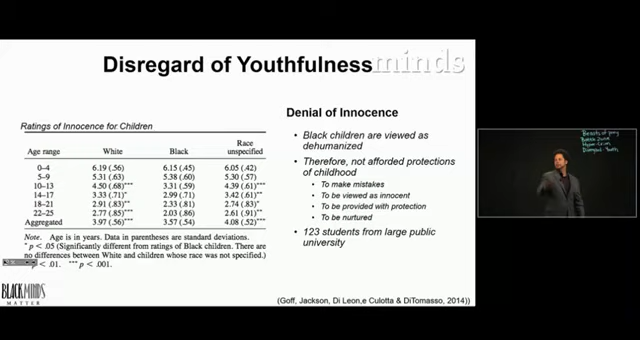 Disregard of Youthfulness
minds
Ratings of Innocence for Children
Age range White Black Race unspecified
0–4 6.19 (.56) 6.15 (.45) 6.05 (.42)
5–9 5.31 (.63) 5.38 (.60) 5.30 (.57)
10–13 4.50 (.68)*** 3.31 (.59) 4.39 (.61)***
14–17 3.33 (.71)* 2.99 (.71) 3.42 (.61)**
18–21 2.91 (.83)** 2.33 (.81) 2.74 (.83)*
22–25 2.77 (.85)*** 2.03 (.86) 2.61 (.91)**
Aggregated 3.97 (.56)*** 3.57 (.54) 4.08 (.52)***
Note. Age is in years. Data in parentheses are standard deviations.
* p < .05 (Significantly different from ratings of Black children. There are
no differences between White and children whose race was not specified.)
p < .01. *** p < .001.
Denial of Innocence
• Black children are viewed as
dehumanized
• Therefore, not afforded protections
of childhood
• To make mistakes
• To be viewed as innocent
• To be provided with protection
• To be nurtured
• 123 students from large public
university
(Goff, Jackson, Di Leon,e Culotta & DiTomasso, 2014))
BLACKMINDS
MATTER